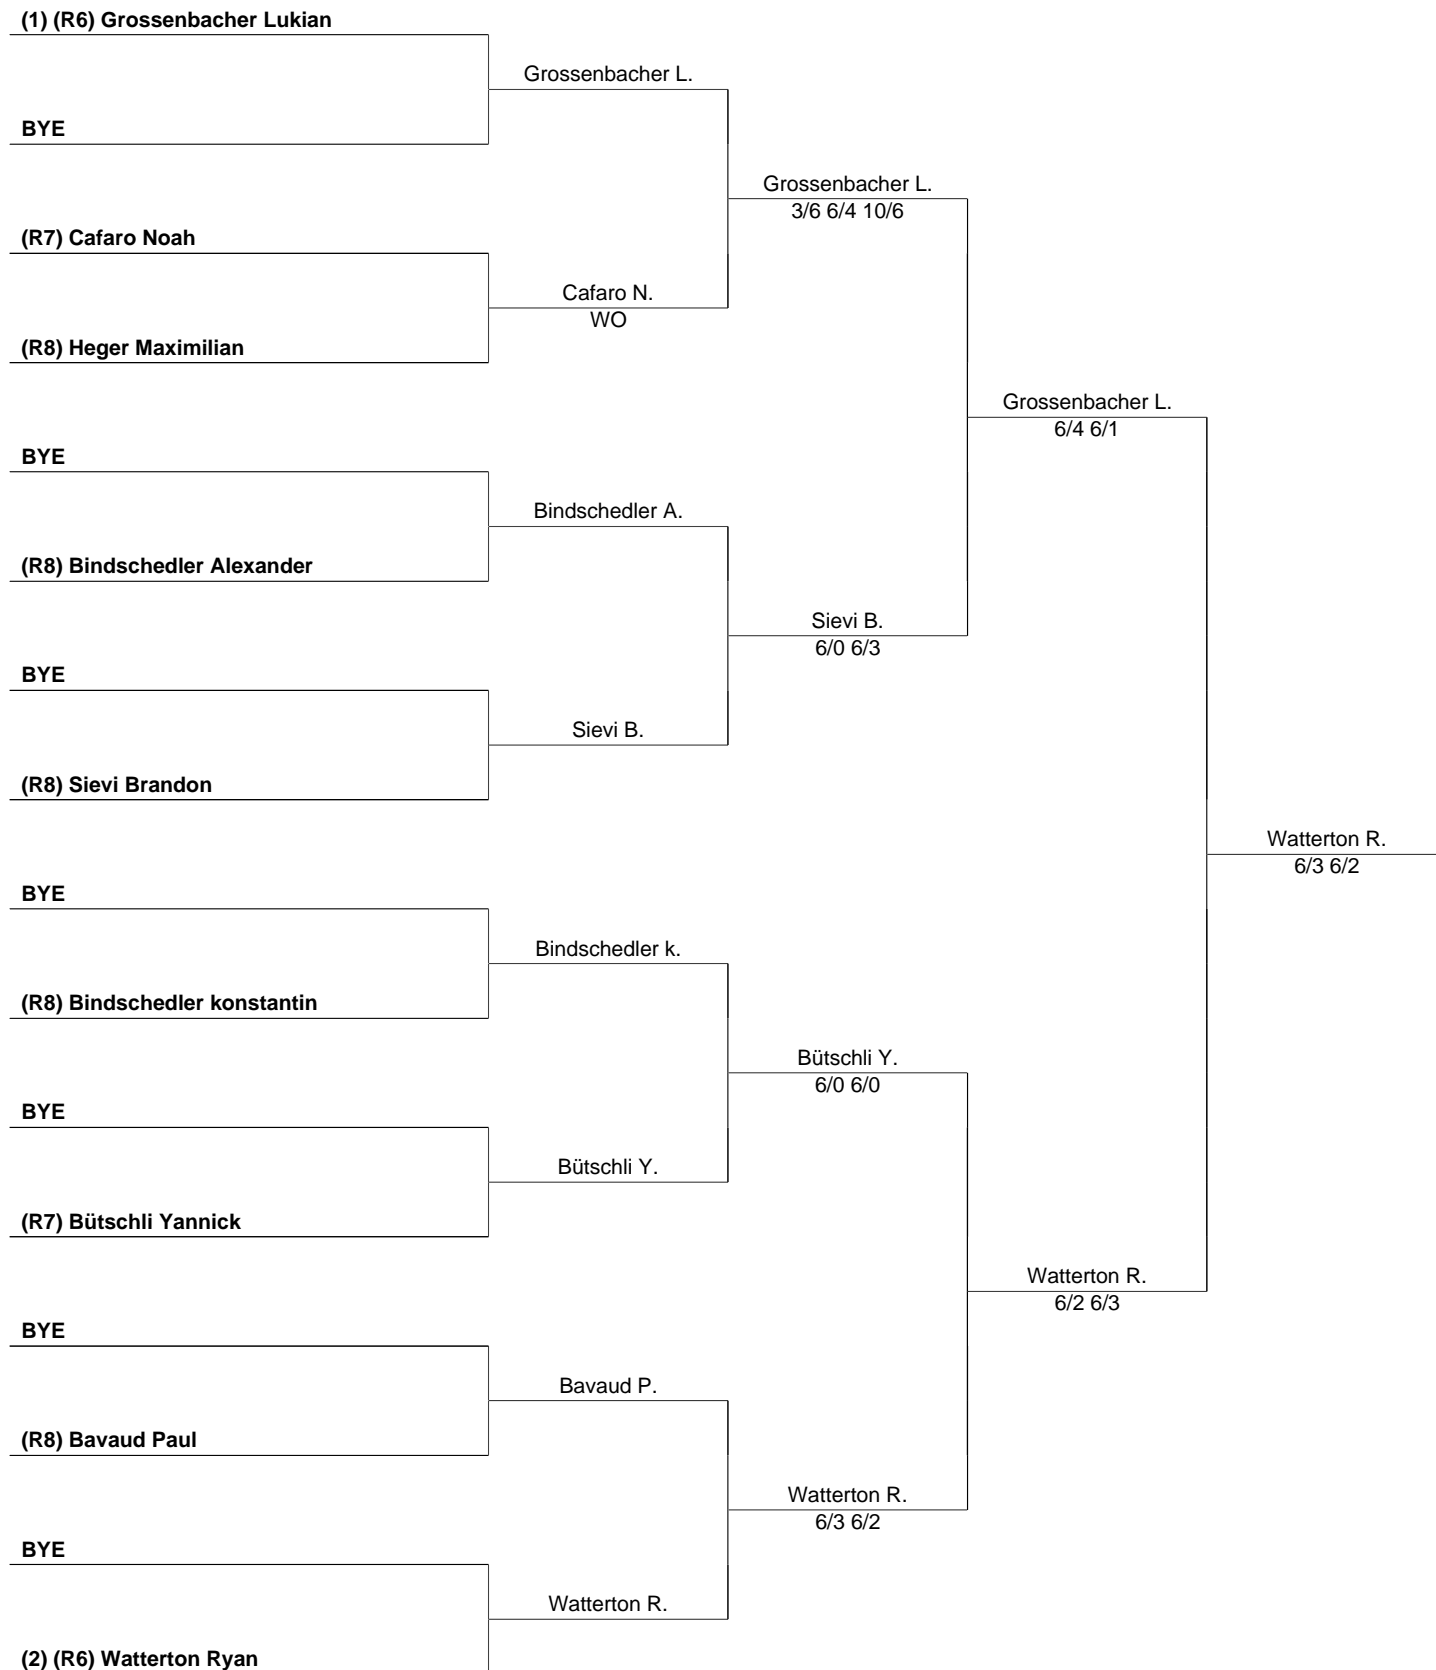 (1) (R6) Grossenbacher Lukian
Grossenbacher L.
BYE
Grossenbacher L.
3/6 6/4 10/6
(R7) Cafaro Noah
Cafaro N.
WO
(R8) Heger Maximilian
Grossenbacher L.
6/4 6/1
BYE
Bindschedler A.
(R8) Bindschedler Alexander
Sievi B.
6/0 6/3
BYE
Sievi B.
(R8) Sievi Brandon
Watterton R.
6/3 6/2
BYE
Bindschedler k.
(R8) Bindschedler konstantin
Bütschli Y.
6/0 6/0
BYE
Bütschli Y.
(R7) Bütschli Yannick
Watterton R.
6/2 6/3
BYE
Bavaud P.
(R8) Bavaud Paul
Watterton R.
6/3 6/2
BYE
Watterton R.
(2) (R6) Watterton Ryan